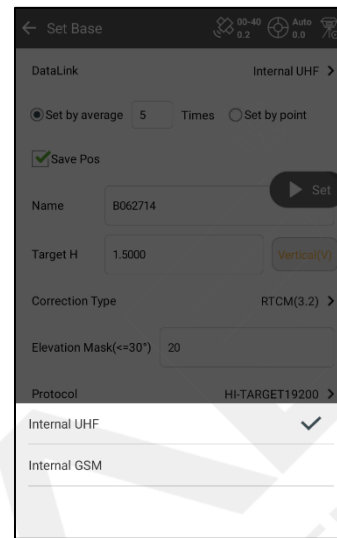 Set Base 00-40 0.2 Auto 0.0
DataLink Internal UHF
Set by average 5 Times Set by point
Save Pos
Set
Name B062714
Target H 1.5000 Vertical(V)
Correction Type RTCM(3.2)
Elevation Mask(<=30°) 20
Protocol HI-TARGET19200
Internal UHF
Internal GSM